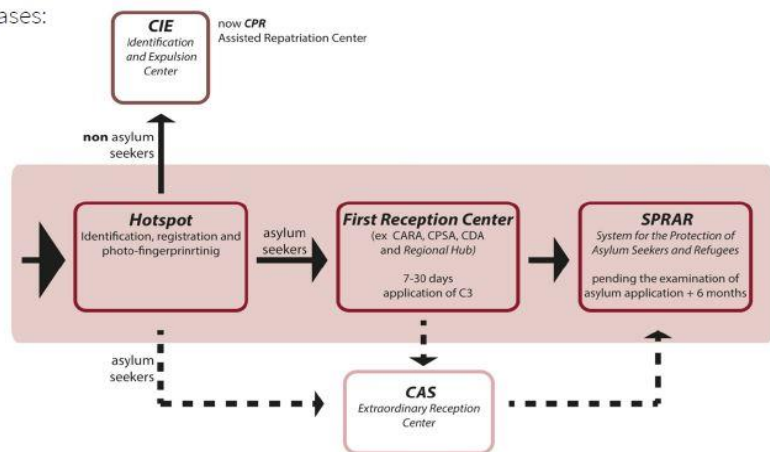 ases:
CIE
Identification
and Expulsion
Center
now CPR
Assisted Repatriation Center
non asylum
seekers
Hotspot
Identification, registration and
photo-fingerprinrtinig
asylum
seekers
First Reception Center
(ex CARA, CPSA, CDA
and Regional Hub)
7-30 days
application of C3
SPRAR
System for the Protection of
Asylum Seekers and Refugees
pending the examination of
asylum application + 6 months
asylum
seekers
CAS
Extraordinary Reception
Center